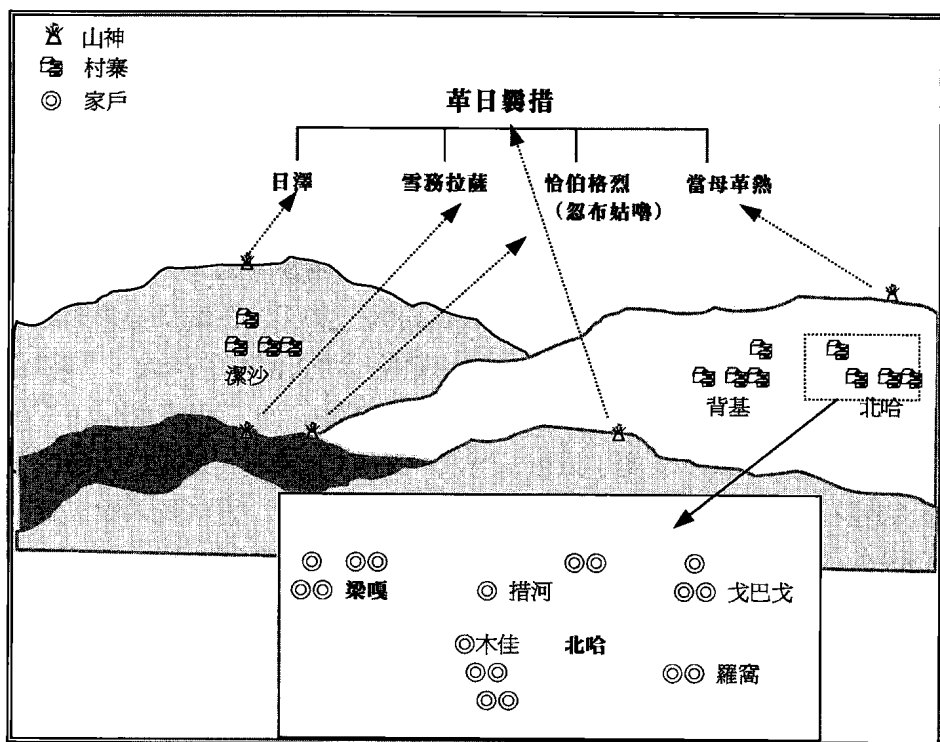 山神
村寨
家戶
革日措
日澤
雪務拉薩
恰伯格烈
（忽布姑嚕）
當母革熱
潔沙
背基
北哈
梁嘎
措河
戈巴戈
木佳
北哈
羅窩